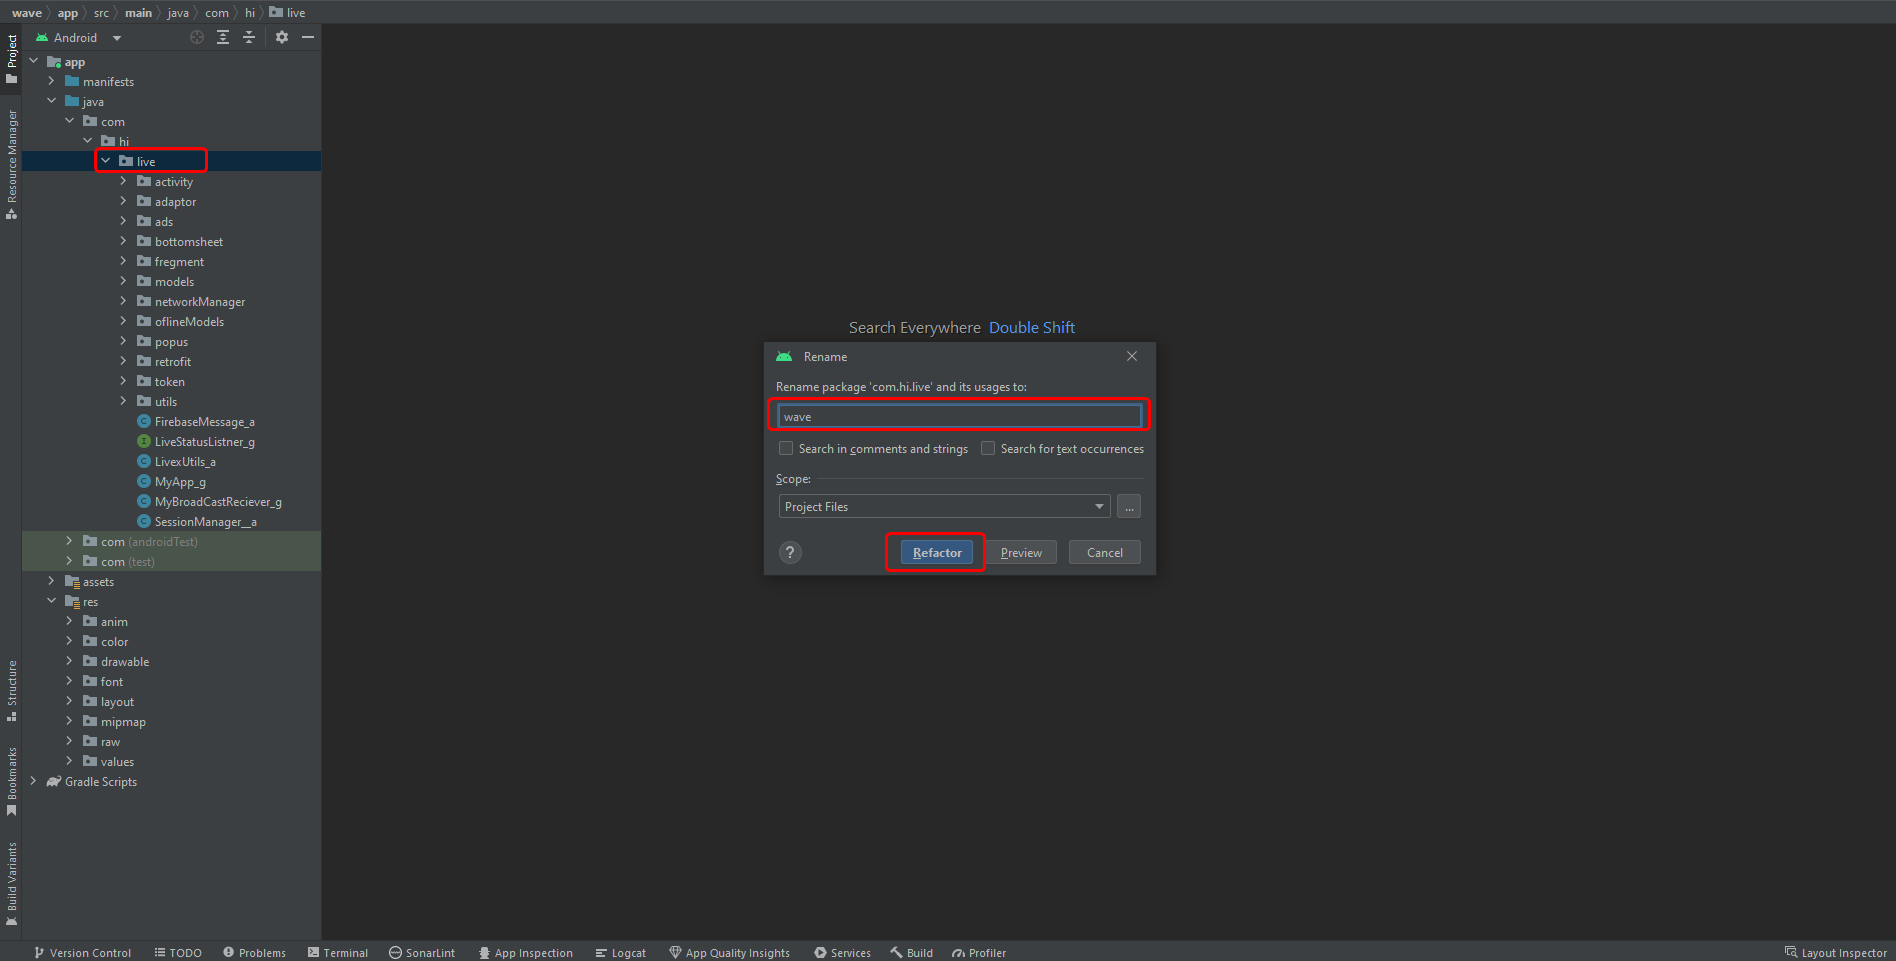 wave app src main java com hi live
Project
Resource Manager
Structure
Bookmarks
Build Variants
Android
app
manifests
java
com
hi
live
activity
adaptor
ads
bottomsheet
fregment
models
networkManager
oflineModels
popus
retrofit
token
utils
FirebaseMessage_a
LiveStatusListner_g
LivexUtils_a
MyApp_g
MyBroadCastReciever_g
SessionManager__a
com (androidTest)
com (test)
assets
res
anim
color
drawable
font
layout
mipmap
raw
values
Gradle Scripts
Search Everywhere Double Shift
Rename
Rename package 'com.hi.live' and its usages to:
wave
Search in comments and strings Search for text occurrences
Scope:
Project Files ...
? Refactor Preview Cancel
Version Control TODO Problems Terminal SonarLint App Inspection Logcat App Quality Insights Services Build Profiler Layout Inspector